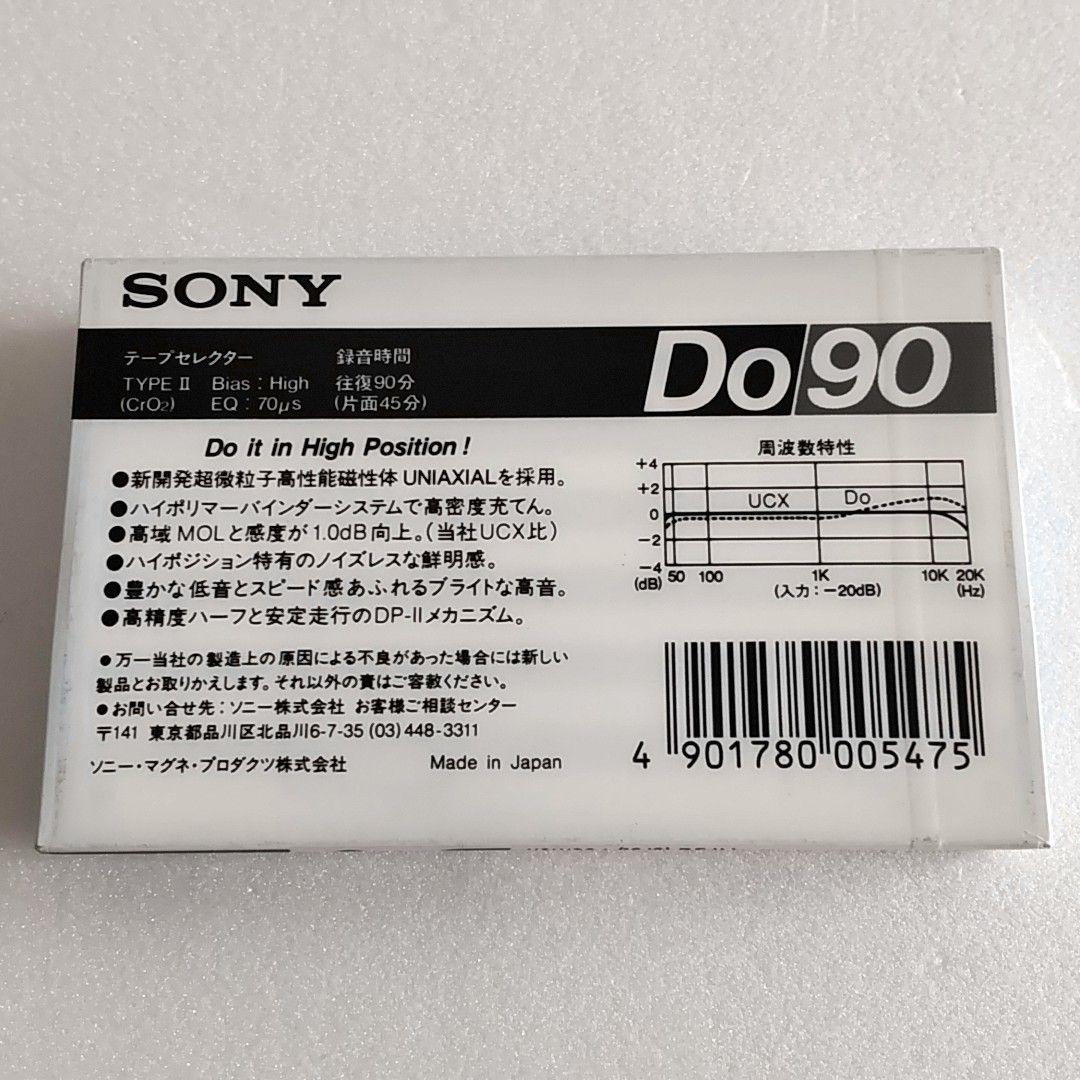 SONY
テープセレクター 録音時間
TYPE II Bias : High 往復90分
(CrO2) EQ : 70μs (片面45分)
Do/90
Do it in High Position!
●新開発超微粒子高性能磁性体UNIAXIALを採用。
●ハイポリマーバインダーシステムで高密度充てん。
●高域MOLと感度が1.0dB向上。(当社UCX比)
●ハイポジション特有のノイズレスな鮮明感。
●豊かな低音とスピード感あふれるブライトな高音。
●高精度ハーフと安定走行のDP-IIメカニズム。
周波数特性
+4
+2
0
-2
-4
(dB)
UCX Do
50 100 1K 10K 20K
(入力:-20dB) (Hz)
●万一当社の製造上の原因による不良があった場合には新しい
製品とお取りかえします。それ以外の責はご容赦ください。
●お問い合せ先:ソニー株式会社 お客様ご相談センター
〒141 東京都品川区北品川6-7-35 (03) 448-3311
ソニー・マグネ・プロダクツ株式会社 Made in Japan
4 901780 005475